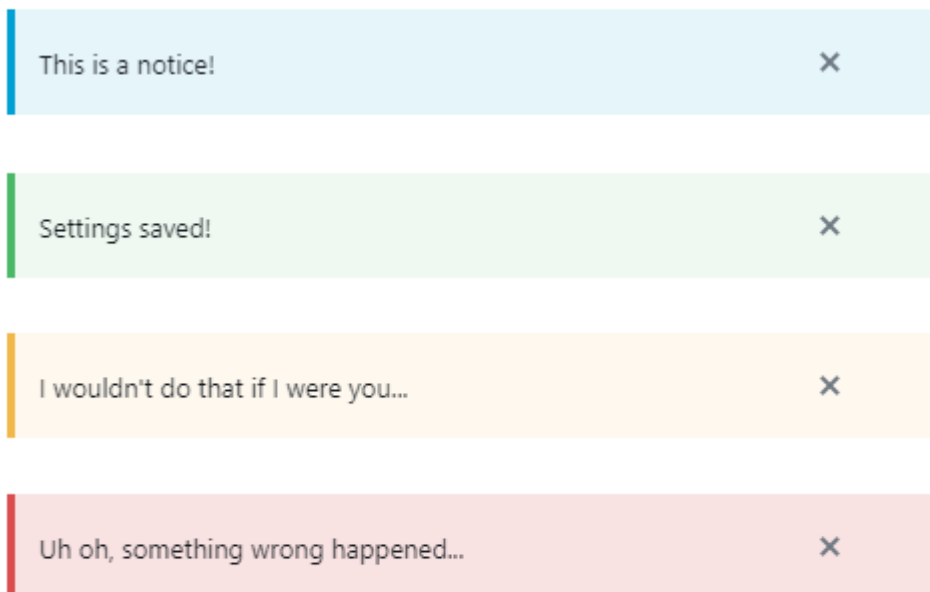 This is a notice!
Settings saved!
I wouldn't do that if I were you...
Uh oh, something wrong happened...